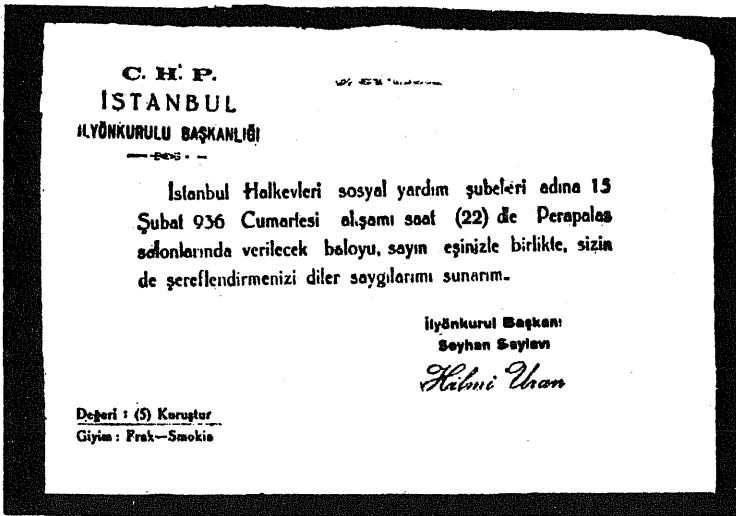 C. H. P.
İSTANBUL
İLYÖNKURULU BAŞKANLIĞI
İstanbul Halkevleri sosyal yardım şubeleri adına 15
Şubat 936 Cumartesi akşamı saat (22) de Perapalas
salonlarında verilecek baloyu, sayın eşinizle birlikte, sizin
de şereflendirmenizi diler saygılarımı sunarım.
İlyönkurul Başkanı
Seyhan Saylavı
Hilmi Uran
Değeri : (5) Kuruştur
Giyim : Frak—Smokin